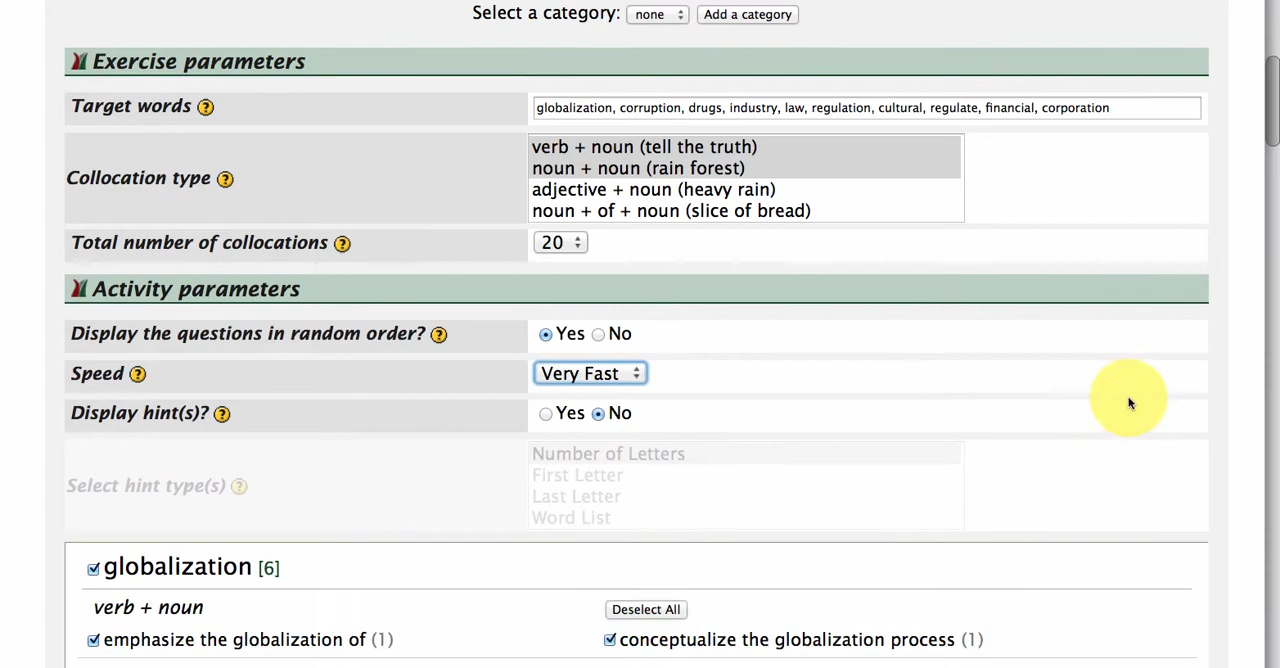 Select a category: none Add a category
Exercise parameters
Target words ? globalization, corruption, drugs, industry, law, regulation, cultural, regulate, financial, corporation
verb + noun (tell the truth)
noun + noun (rain forest)
Collocation type ?
adjective + noun (heavy rain)
noun + of + noun (slice of bread)
Total number of collocations ? 20
Activity parameters
Display the questions in random order? ? Yes No
Speed ? Very Fast
Display hint(s)? ? Yes No
Number of Letters
First Letter
Select hint type(s) ?
Last Letter
Word List
globalization [6]
verb + noun Deselect All
emphasize the globalization of (1) conceptualize the globalization process (1)